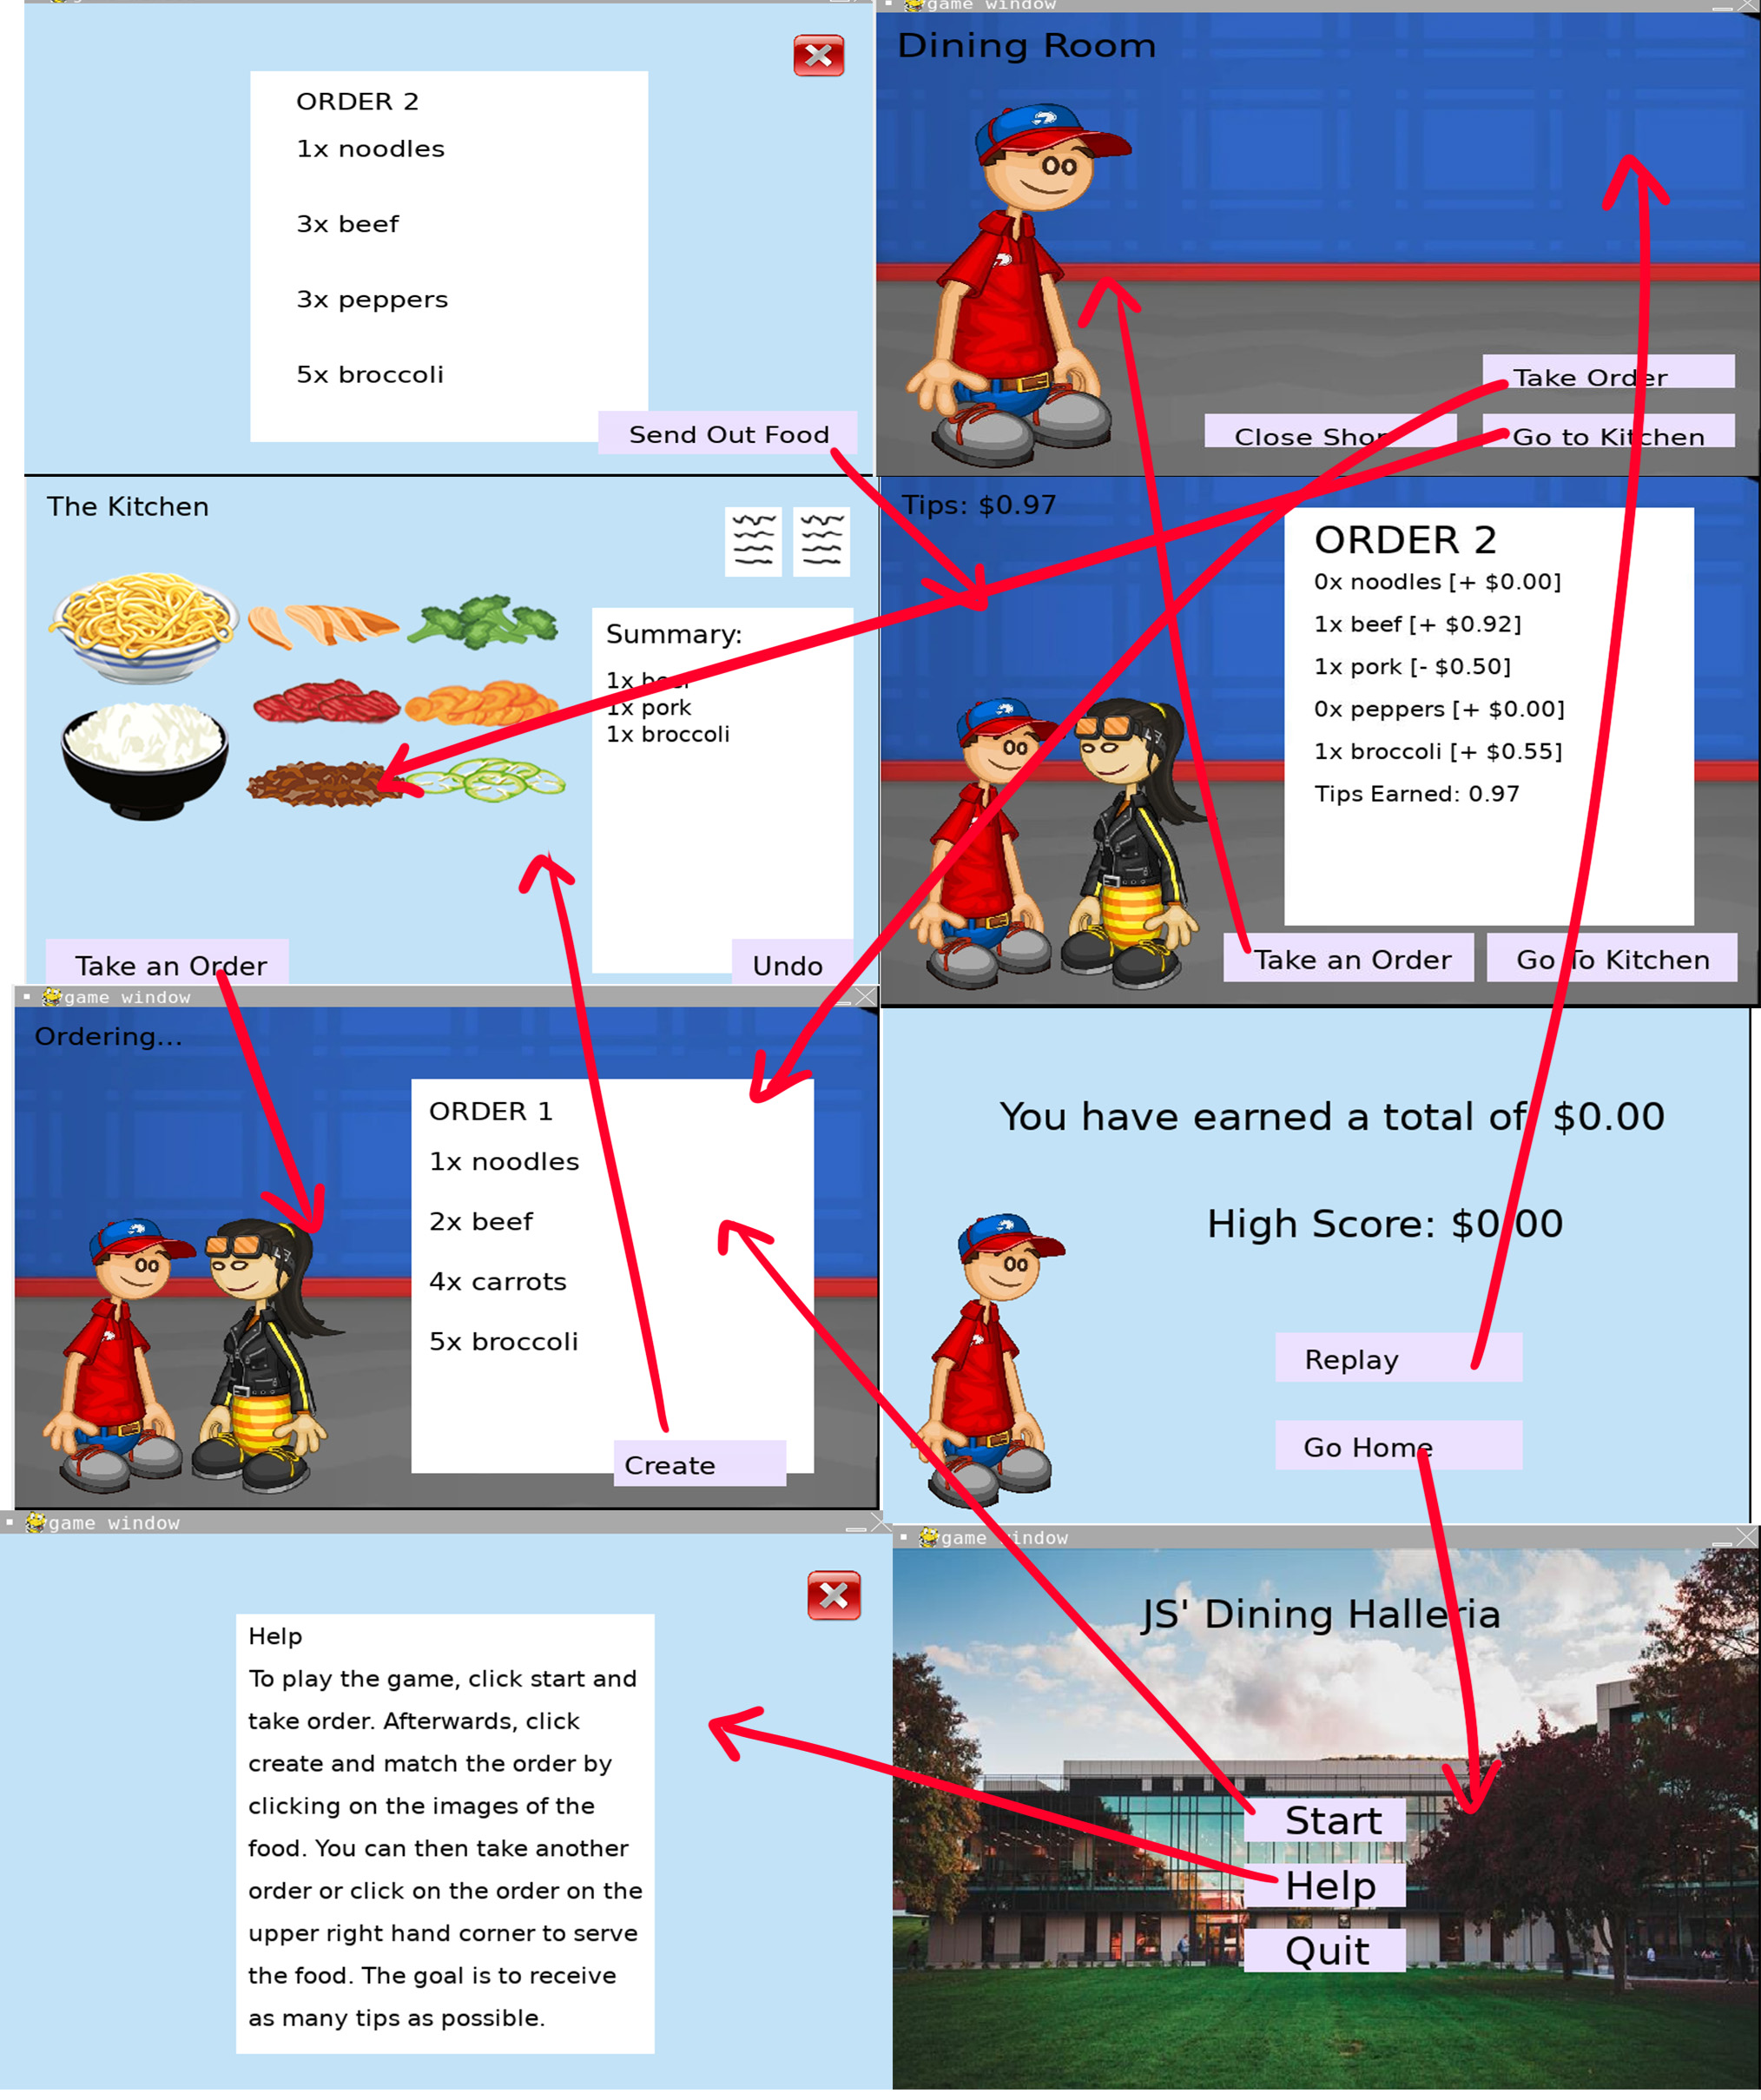 ORDER 2
1x noodles
3x beef
3x peppers
5x broccoli
Send Out Food
game window
Dining Room
Take Order
Close Shop
Go to Kitchen
The Kitchen
Summary:
1x beef
1x pork
1x broccoli
Take an Order
Undo
Tips: $0.97
ORDER 2
0x noodles [+ $0.00]
1x beef [+ $0.92]
1x pork [- $0.50]
0x peppers [+ $0.00]
1x broccoli [+ $0.55]
Tips Earned: 0.97
Take an Order
Go To Kitchen
game window
Ordering...
ORDER 1
1x noodles
2x beef
4x carrots
5x broccoli
Create
You have earned a total of: $0.00
High Score: $0.00
Replay
Go Home
game window
Help
To play the game, click start and
take order. Afterwards, click
create and match the order by
clicking on the images of the
food. You can then take another
order or click on the order on the
upper right hand corner to serve
the food. The goal is to receive
as many tips as possible.
game window
JS' Dining Halleria
Start
Help
Quit